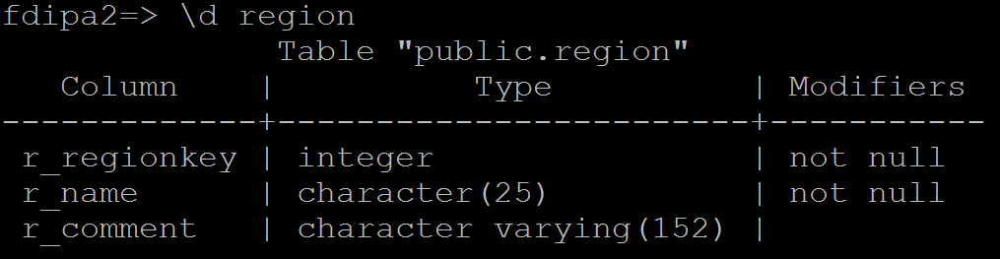 fdipa2=> \d region
Table "public.region"
Column | Type | Modifiers
-------------+------------------------+-----------
r_regionkey | integer | not null
r_name | character(25) | not null
r_comment | character varying(152) |